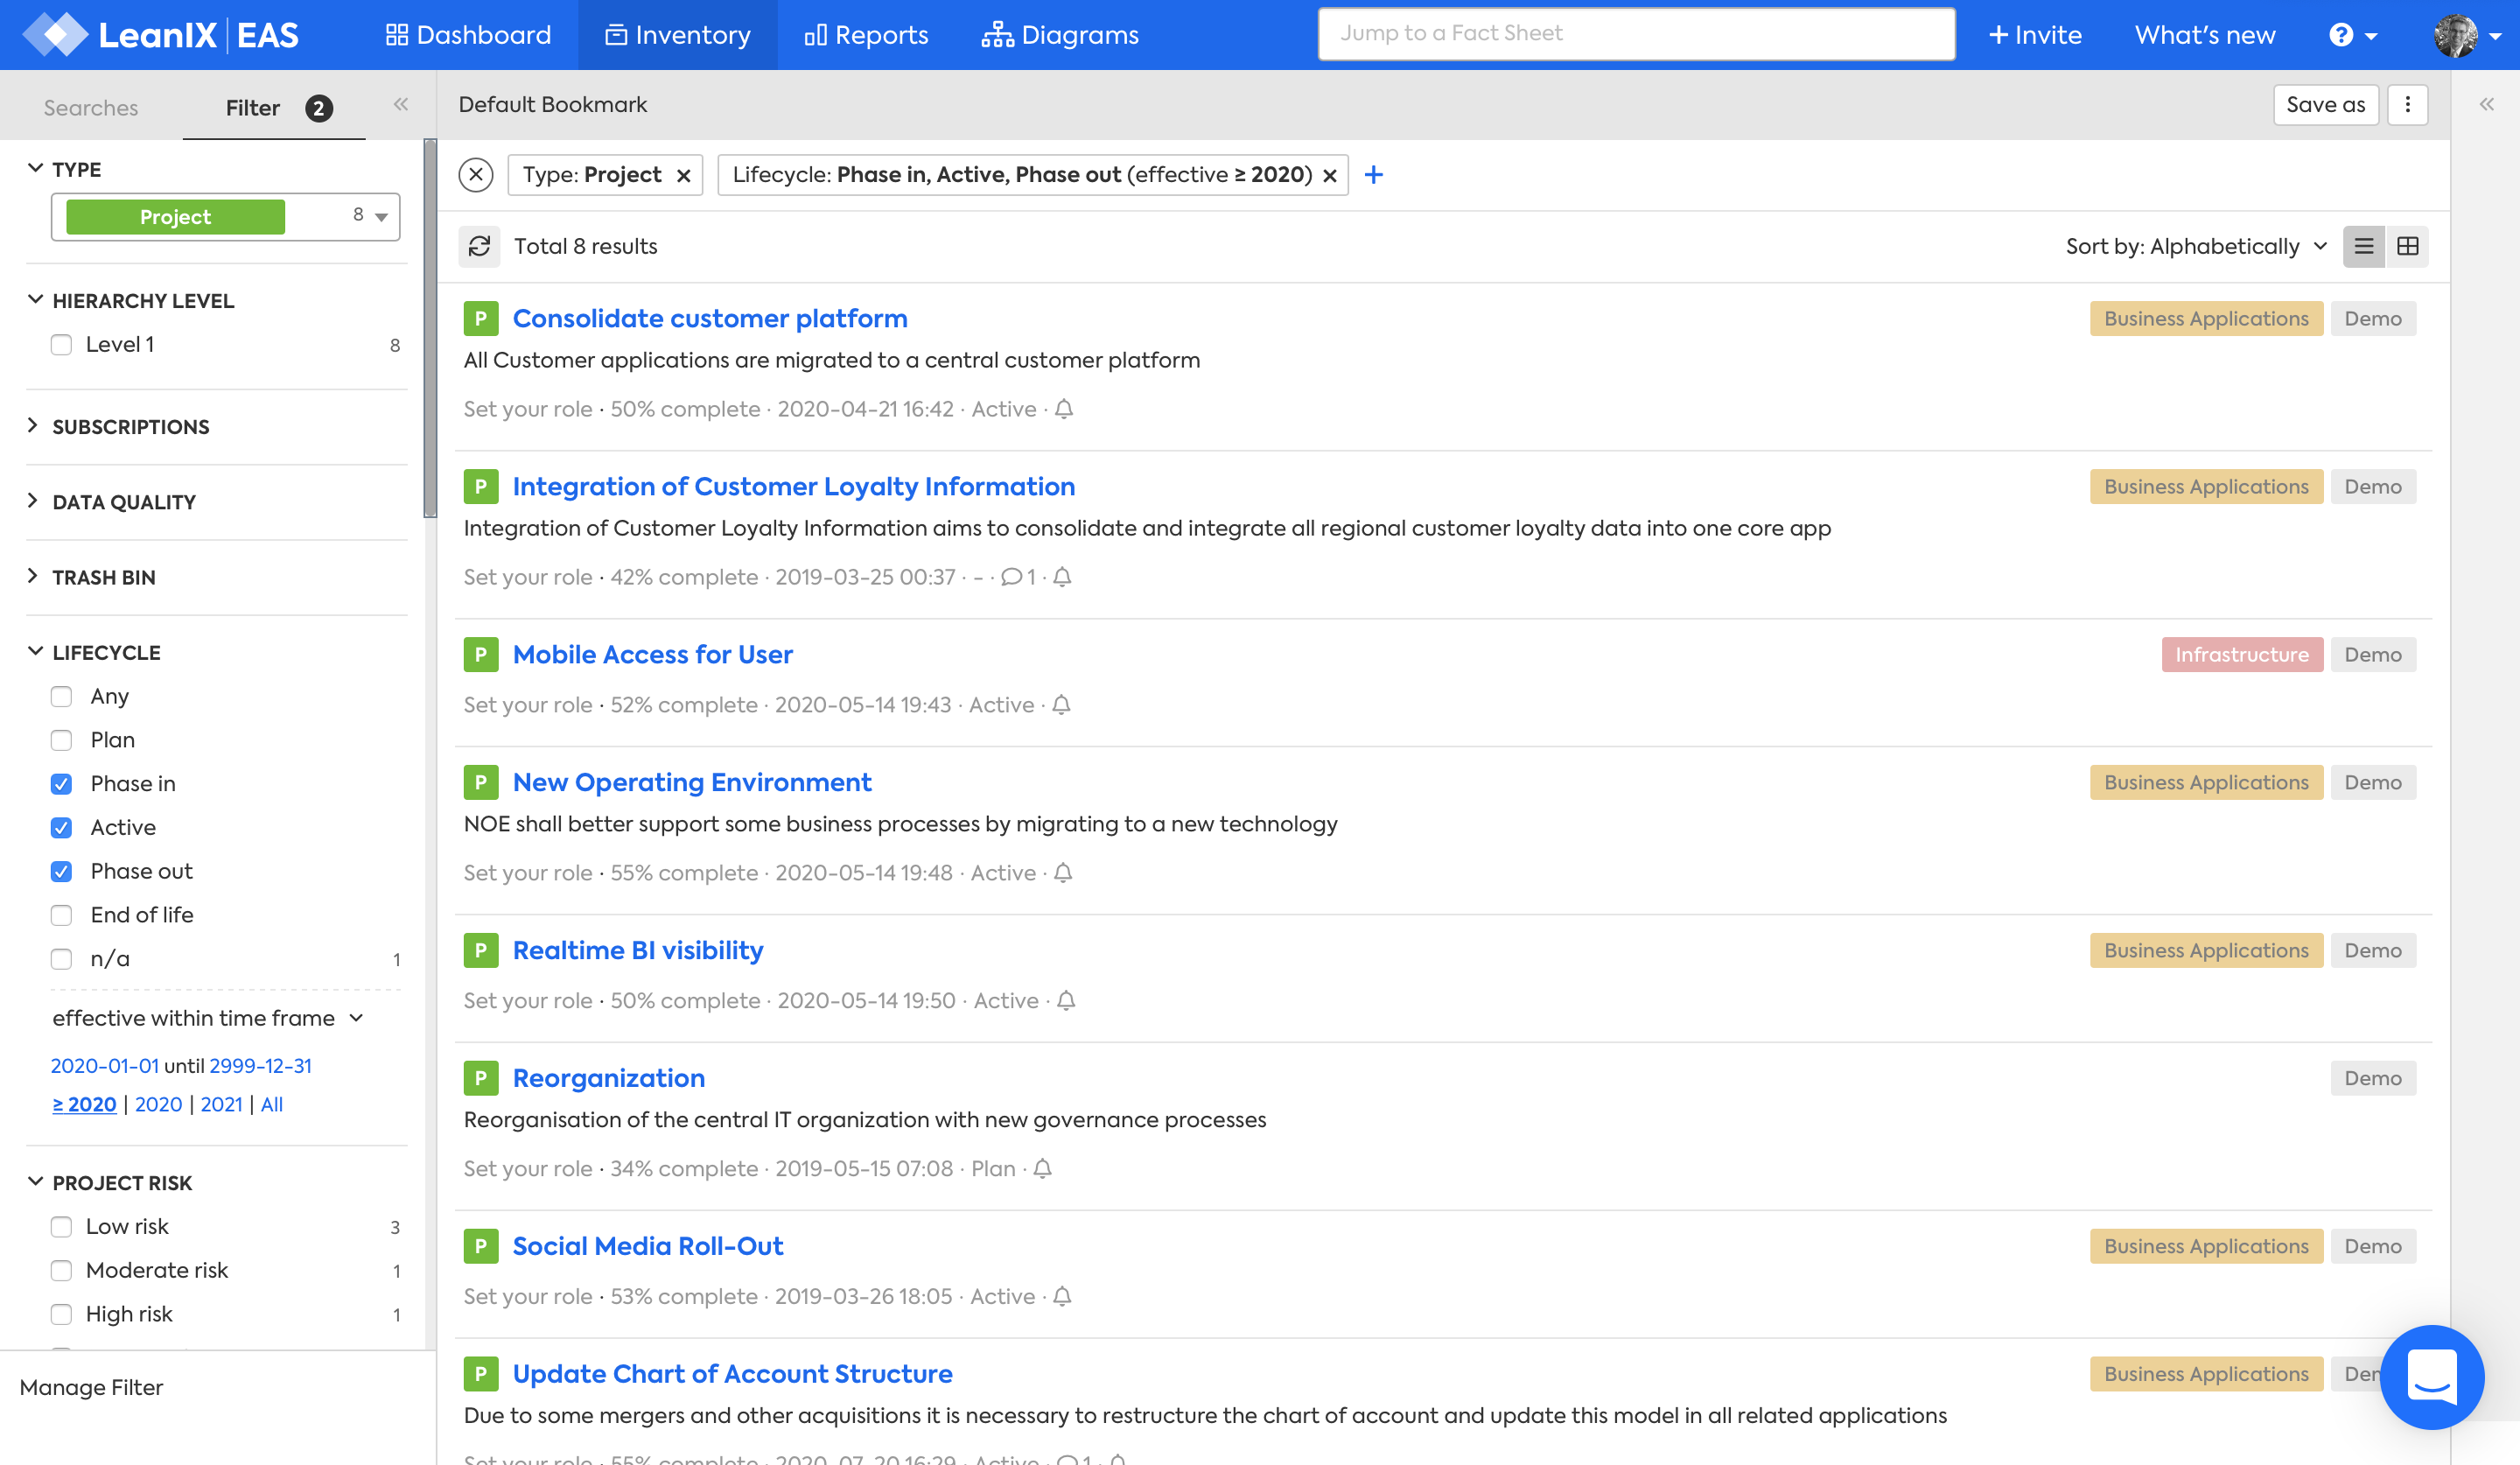 LeanIX | EAS
Dashboard
Inventory
Reports
Diagrams
Jump to a Fact Sheet
+ Invite
What's new
?
Searches
Filter 2
Default Bookmark
Save as
TYPE
Project 8
HIERARCHY LEVEL
Level 1 8
SUBSCRIPTIONS
DATA QUALITY
TRASH BIN
LIFECYCLE
Any
Plan
Phase in
Active
Phase out
End of life
n/a 1
effective within time frame
2020-01-01 until 2999-12-31
≥ 2020 | 2020 | 2021 | All
PROJECT RISK
Low risk 3
Moderate risk 1
High risk 1
Manage Filter
Type: Project
Lifecycle: Phase in, Active, Phase out (effective ≥ 2020)
Total 8 results
Sort by: Alphabetically
P Consolidate customer platform
Business Applications Demo
All Customer applications are migrated to a central customer platform
Set your role · 50% complete · 2020-04-21 16:42 · Active ·
P Integration of Customer Loyalty Information
Business Applications Demo
Integration of Customer Loyalty Information aims to consolidate and integrate all regional customer loyalty data into one core app
Set your role · 42% complete · 2019-03-25 00:37 · - · 1 ·
P Mobile Access for User
Infrastructure Demo
Set your role · 52% complete · 2020-05-14 19:43 · Active ·
P New Operating Environment
Business Applications Demo
NOE shall better support some business processes by migrating to a new technology
Set your role · 55% complete · 2020-05-14 19:48 · Active ·
P Realtime BI visibility
Business Applications Demo
Set your role · 50% complete · 2020-05-14 19:50 · Active ·
P Reorganization
Demo
Reorganisation of the central IT organization with new governance processes
Set your role · 34% complete · 2019-05-15 07:08 · Plan ·
P Social Media Roll-Out
Business Applications Demo
Set your role · 53% complete · 2019-03-26 18:05 · Active ·
P Update Chart of Account Structure
Business Applications
Due to some mergers and other acquisitions it is necessary to restructure the chart of account and update this model in all related applications
Set your role · 55% complete · 2020-07-20 16:29 · Active · 1 ·